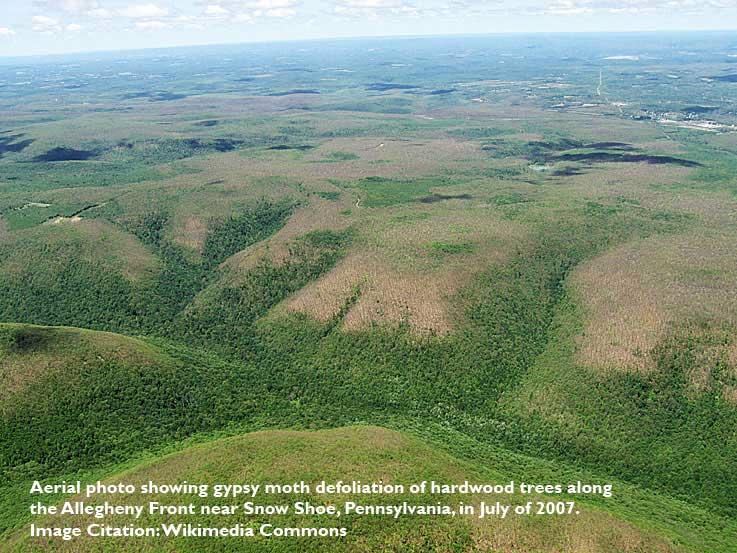 Aerial photo showing gypsy moth defoliation of hardwood trees along
the Allegheny Front near Snow Shoe, Pennsylvania, in July of 2007.
Image Citation: Wikimedia Commons